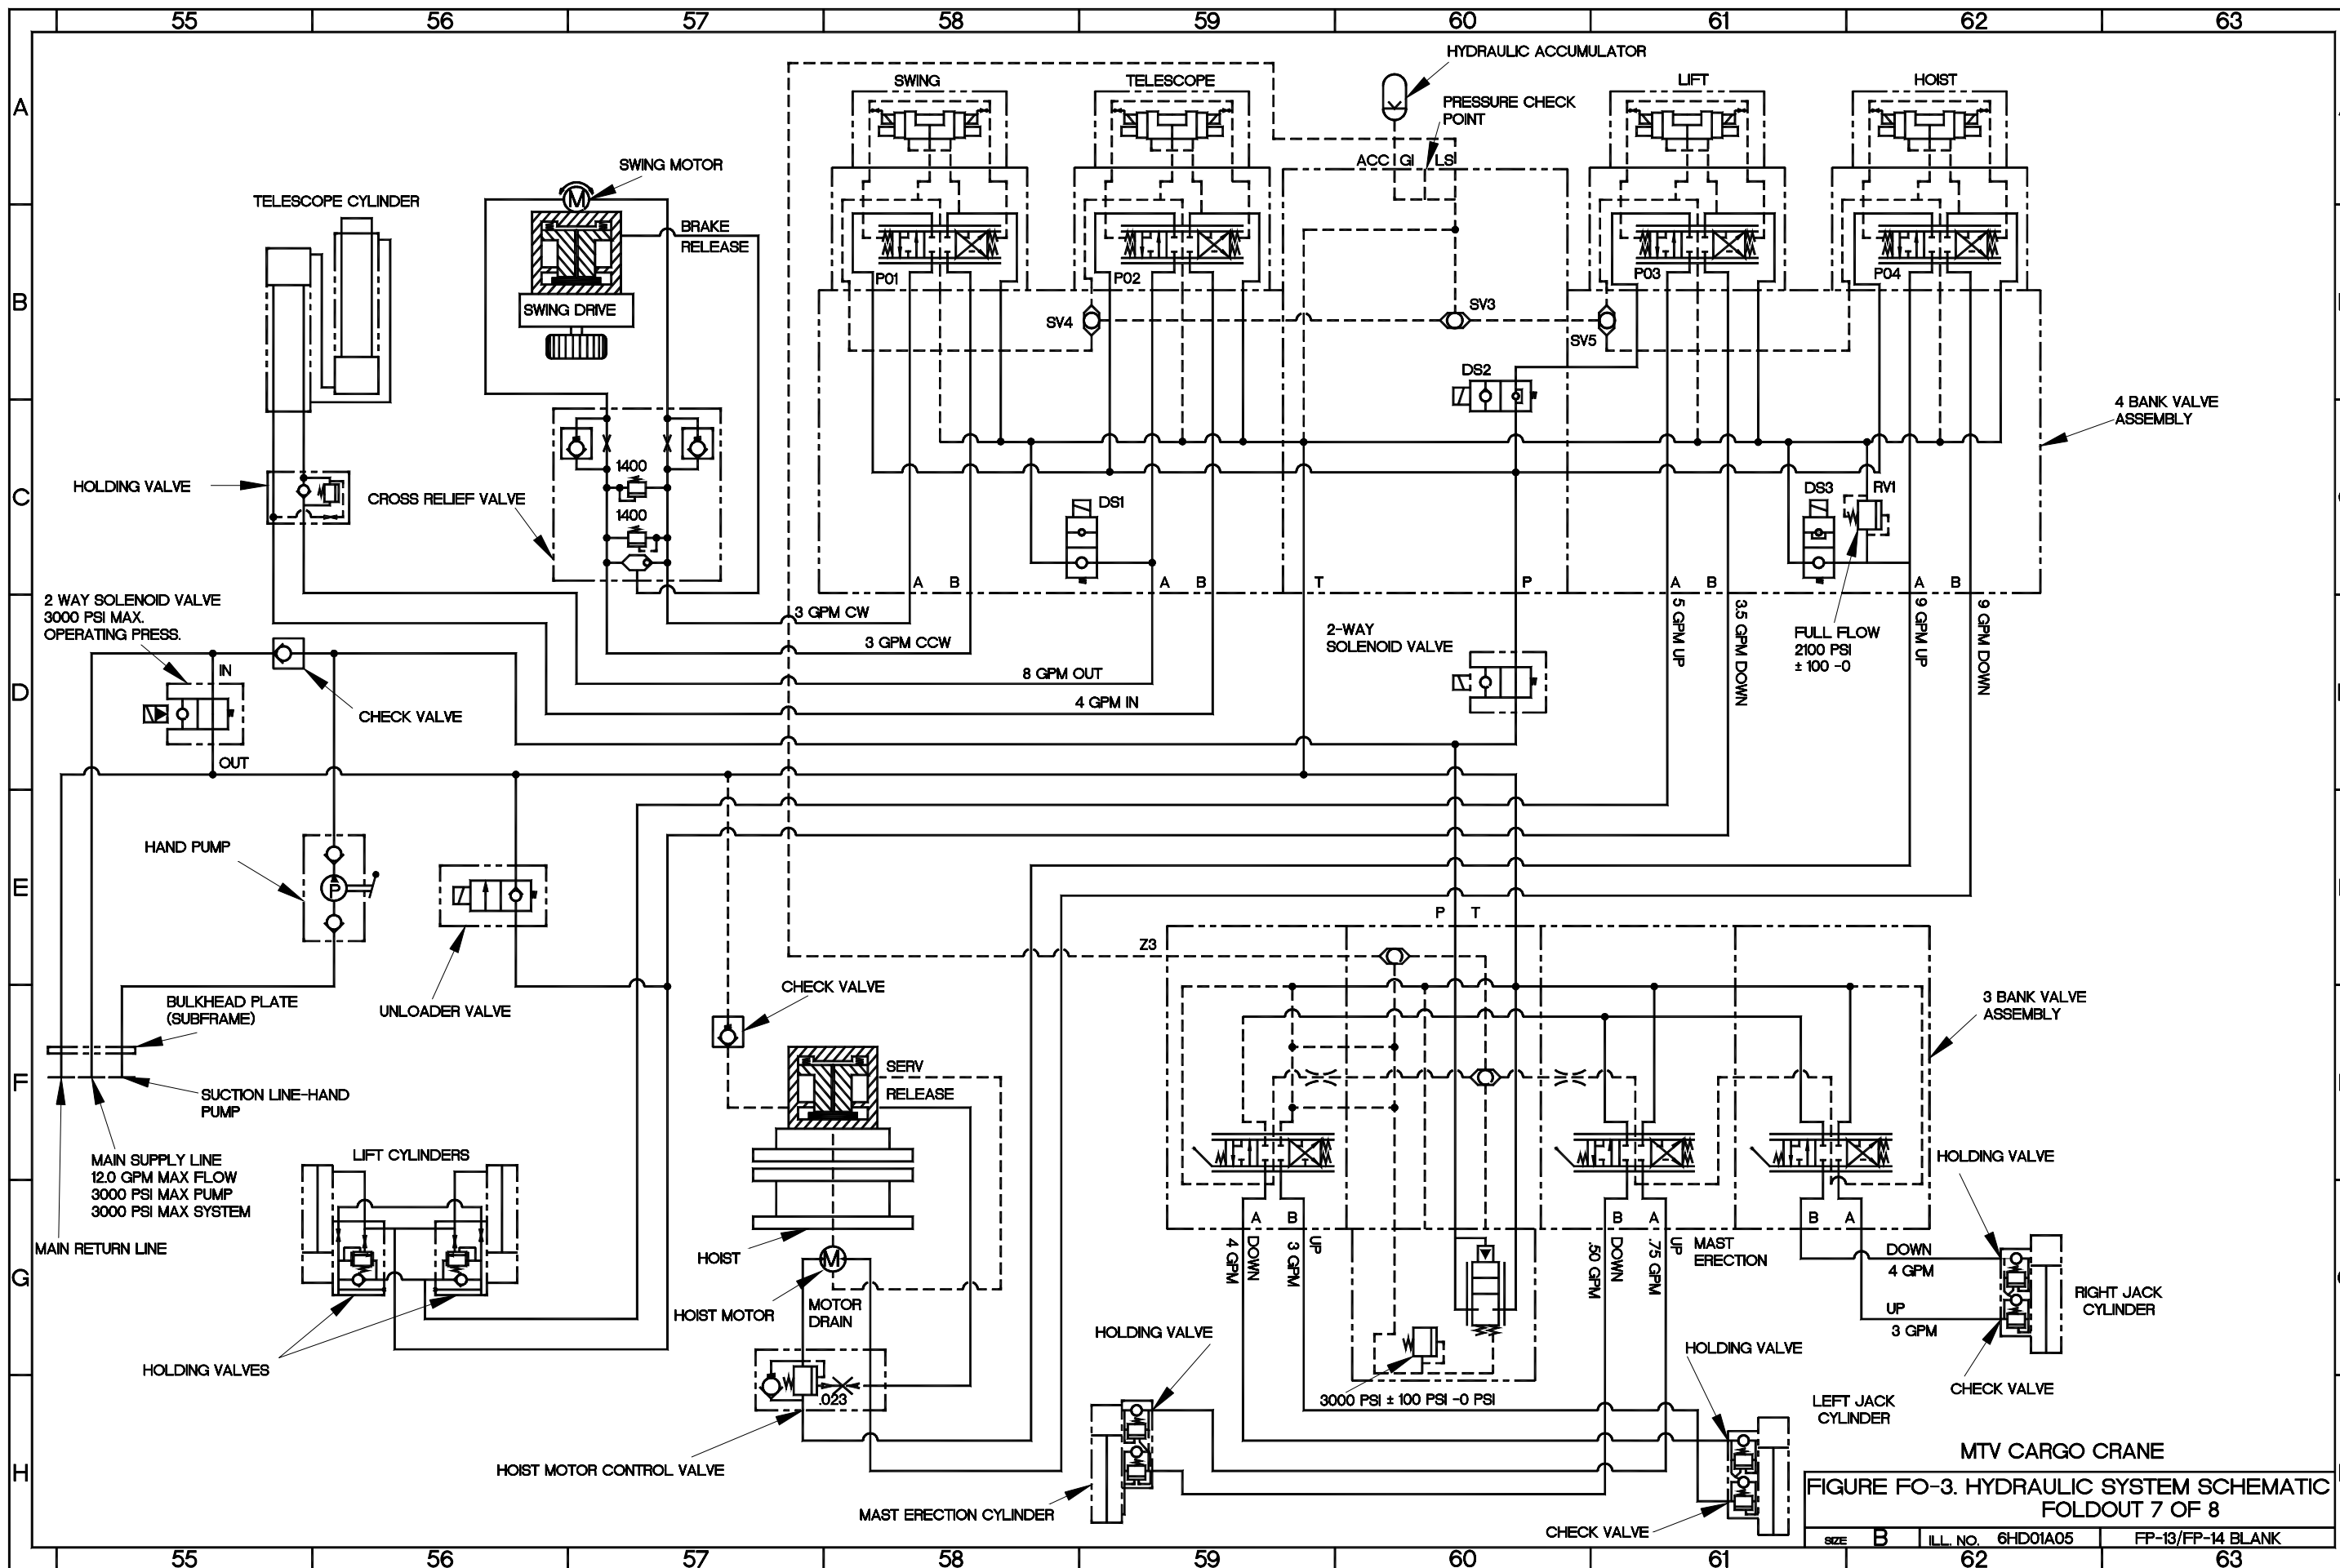 55 56 57 58 59 60 61 62 63
A
B
C
D
E
F
G
H
SWING
TELESCOPE
HYDRAULIC ACCUMULATOR
PRESSURE CHECK
POINT
LIFT
HOIST
ACC GI LS
SWING MOTOR
TELESCOPE CYLINDER
BRAKE
RELEASE
SWING DRIVE
P01
P02
P03
P04
SV4
SV3
SV5
DS2
4 BANK VALVE
ASSEMBLY
HOLDING VALVE
CROSS RELIEF VALVE
1400
1400
DS1
DS3
RV1
A B
A B
T
P
A B
A B
2 WAY SOLENOID VALVE
3000 PSI MAX.
OPERATING PRESS.
IN
OUT
CHECK VALVE
3 GPM CW
3 GPM CCW
8 GPM OUT
4 GPM IN
2-WAY
SOLENOID VALVE
5 GPM UP
3.5 GPM DOWN
FULL FLOW
2100 PSI
± 100 -0
9 GPM UP
9 GPM DOWN
HAND PUMP
P
UNLOADER VALVE
BULKHEAD PLATE
(SUBFRAME)
SUCTION LINE-HAND
PUMP
MAIN SUPPLY LINE
12.0 GPM MAX FLOW
3000 PSI MAX PUMP
3000 PSI MAX SYSTEM
MAIN RETURN LINE
LIFT CYLINDERS
HOLDING VALVES
CHECK VALVE
SERV
RELEASE
HOIST
M
M
HOIST MOTOR
MOTOR
DRAIN
.023
HOIST MOTOR CONTROL VALVE
P T
Z3
3 BANK VALVE
ASSEMBLY
A B
4 GPM
DOWN
3 GPM
UP
B A
.50 GPM
DOWN
.75 GPM
UP
MAST
ERECTION
B A
HOLDING VALVE
DOWN
4 GPM
UP
3 GPM
RIGHT JACK
CYLINDER
CHECK VALVE
3000 PSI ± 100 PSI -0 PSI
HOLDING VALVE
MAST ERECTION CYLINDER
HOLDING VALVE
LEFT JACK
CYLINDER
CHECK VALVE
MTV CARGO CRANE
FIGURE FO-3. HYDRAULIC SYSTEM SCHEMATIC
FOLDOUT 7 OF 8
SIZE B ILL. NO. 6HD01A05 FP-13/FP-14 BLANK
55 56 57 58 59 60 61 62 63